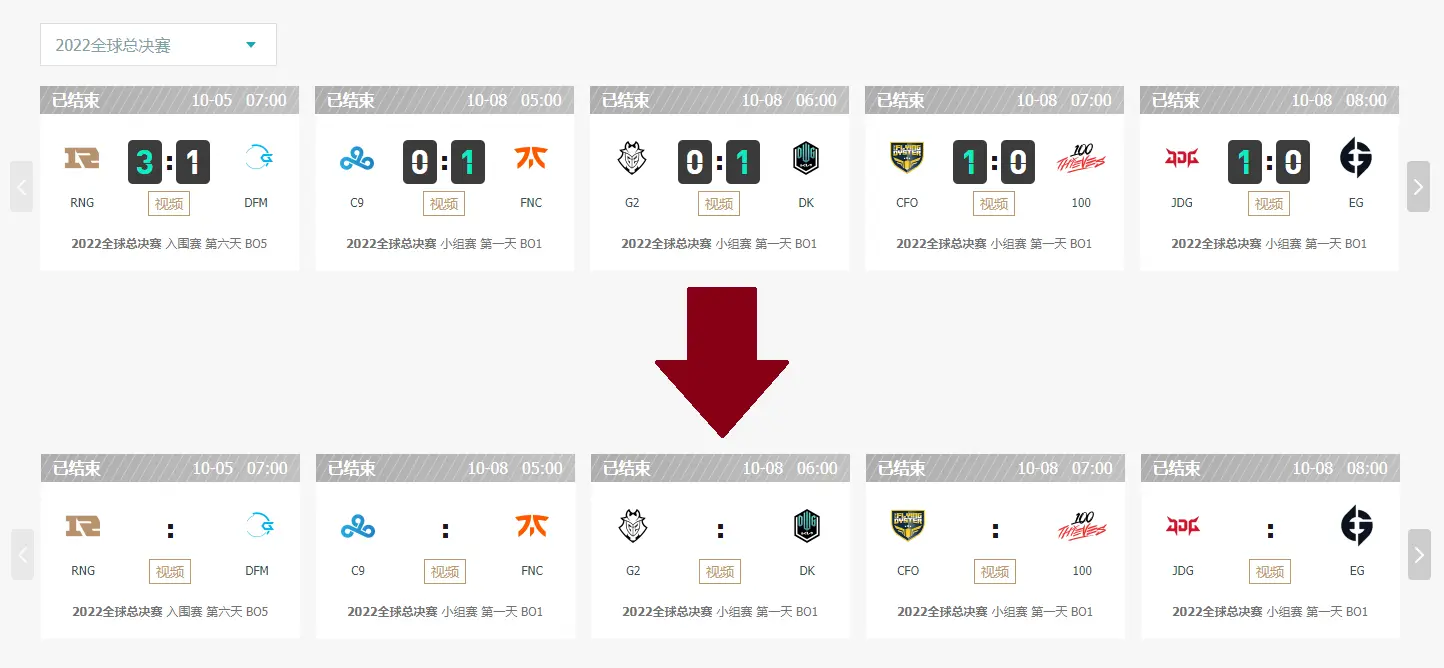 2022全球总决赛
已结束 10-05 07:00 已结束 10-08 05:00 已结束 10-08 06:00 已结束 10-08 07:00 已结束 10-08 08:00
3:1 0:1 0:1 1:0 100 THIEVES 1:0
RNG 视频 DFM C9 视频 FNC G2 视频 DK CFO 视频 100 JDG 视频 EG
2022全球总决赛 入围赛 第六天 BO5 2022全球总决赛 小组赛 第一天 BO1 2022全球总决赛 小组赛 第一天 BO1 2022全球总决赛 小组赛 第一天 BO1 2022全球总决赛 小组赛 第一天 BO1
已结束 10-05 07:00 已结束 10-08 05:00 已结束 10-08 06:00 已结束 10-08 07:00 已结束 10-08 08:00
: : : : 100 THIEVES :
RNG 视频 DFM C9 视频 FNC G2 视频 DK CFO 视频 100 JDG 视频 EG
2022全球总决赛 入围赛 第六天 BO5 2022全球总决赛 小组赛 第一天 BO1 2022全球总决赛 小组赛 第一天 BO1 2022全球总决赛 小组赛 第一天 BO1 2022全球总决赛 小组赛 第一天 BO1